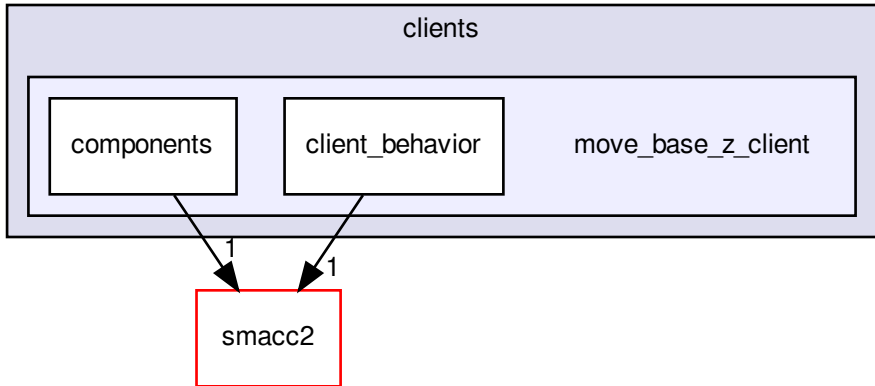 clients
components
client_behavior
move_base_z_client
1
1
smacc2